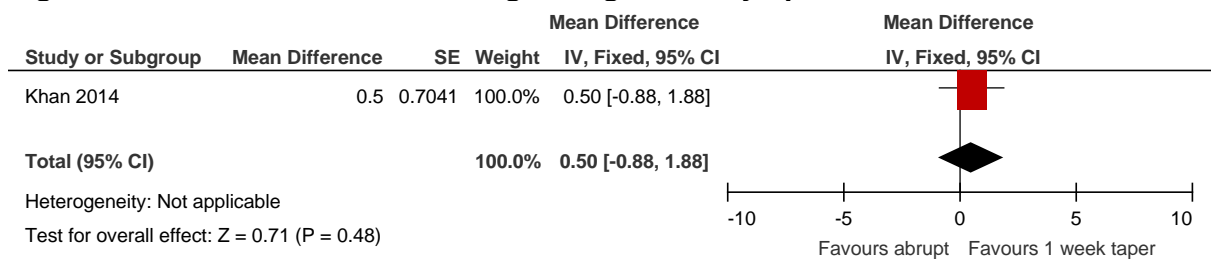 Mean Difference Mean Difference
Study or Subgroup Mean Difference SE Weight IV, Fixed, 95% CI IV, Fixed, 95% CI
Khan 2014 0.5 0.7041 100.0% 0.50 [-0.88, 1.88]
Total (95% CI) 100.0% 0.50 [-0.88, 1.88]
Heterogeneity: Not applicable
Test for overall effect: Z = 0.71 (P = 0.48)
-10 -5 0 5 10
Favours abrupt Favours 1 week taper